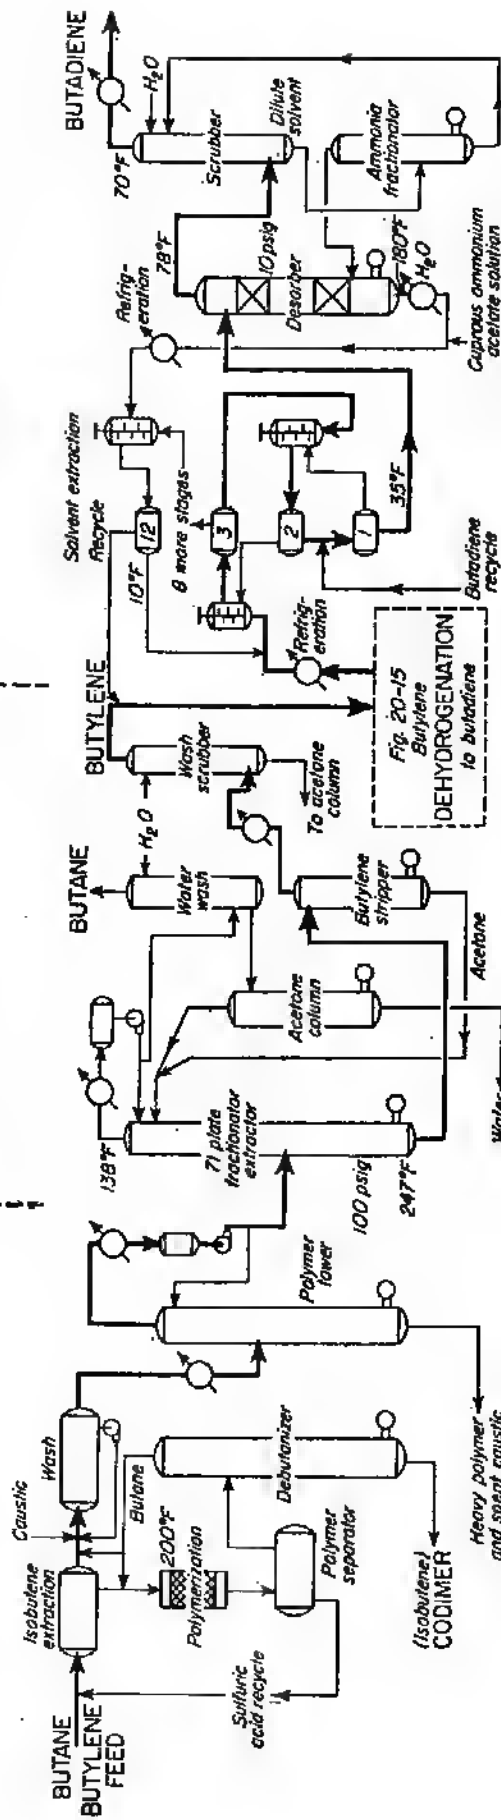 BUTANE
BUTYLENE
FEED
Isobutene
extraction
Caustic
Wash
Butane
200°F
Polymerization
Sulfuric
acid recycle
Polymer
separator
Debutanizer
(Isobutene)
CODIMER
Polymer
tower
Heavy polymer
and spent caustic
138°F
71 plate
fractionator
extractor
100 psig
247°F
Acetone
column
BUTANE
Water
wash
H₂O
Butylene
stripper
Acetone
Wash
scrubber
To acetone
column
BUTYLENE
Fig. 20-15
Butylene
DEHYDROGENATION
to butadiene
Refrig-
eration
Solvent extraction
Recycle
10°F
12
8 more stages
3
2
1
35°F
Butadiene
recycle
Refrig-
eration
78°F
10 psig
Desorber
180°F
H₂O
Cuprous ammonium
acetate solution
BUTADIENE
70°F
H₂O
Scrubber
Dilute
solvent
Ammonia
fractionator